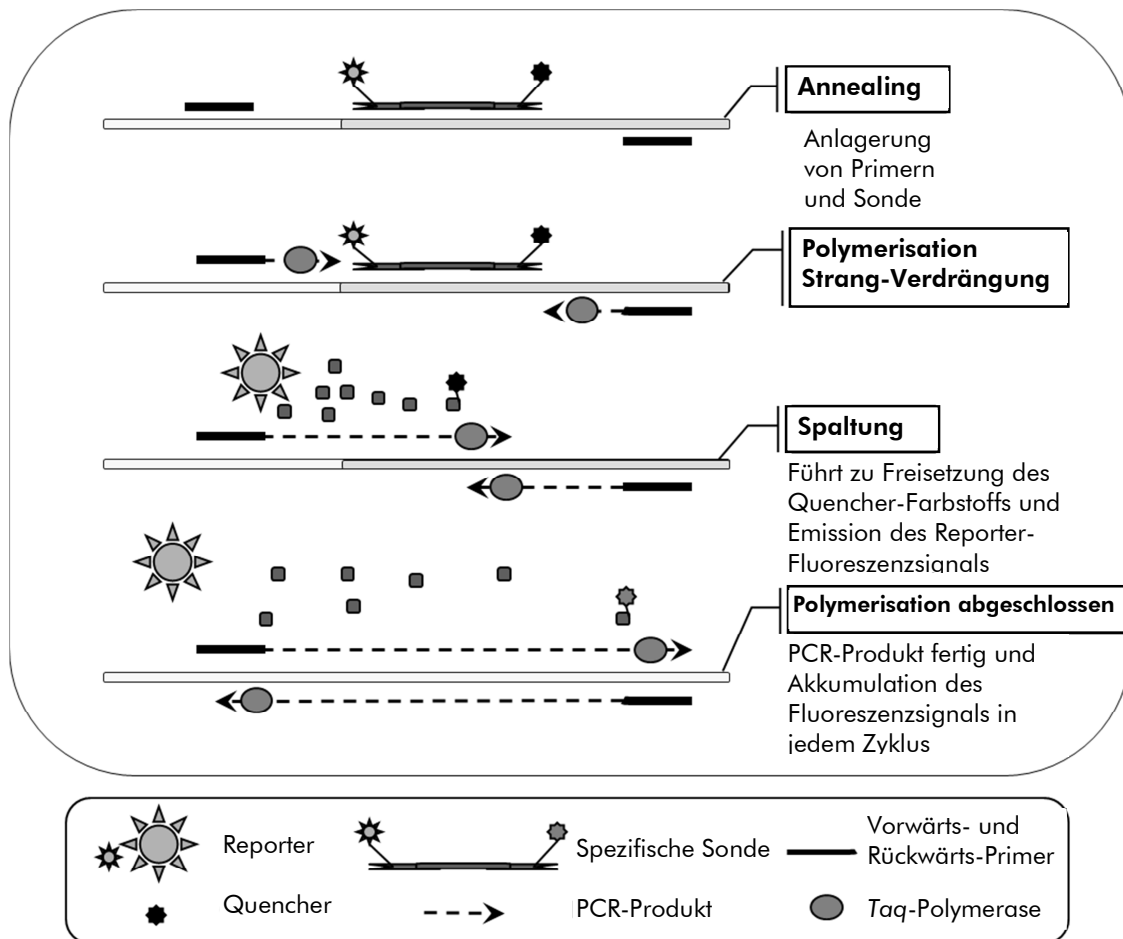 Annealing
Anlagerung
von Primern
und Sonde
Polymerisation
Strang-Verdrängung
Spaltung
Führt zu Freisetzung des
Quencher-Farbstoffs und
Emission des Reporter-
Fluoreszenzsignals
Polymerisation abgeschlossen
PCR-Produkt fertig und
Akkumulation des
Fluoreszenzsignals in
jedem Zyklus
Reporter
Spezifische Sonde
Vorwärts- und
Rückwärts-Primer
Quencher
PCR-Produkt
Taq-Polymerase